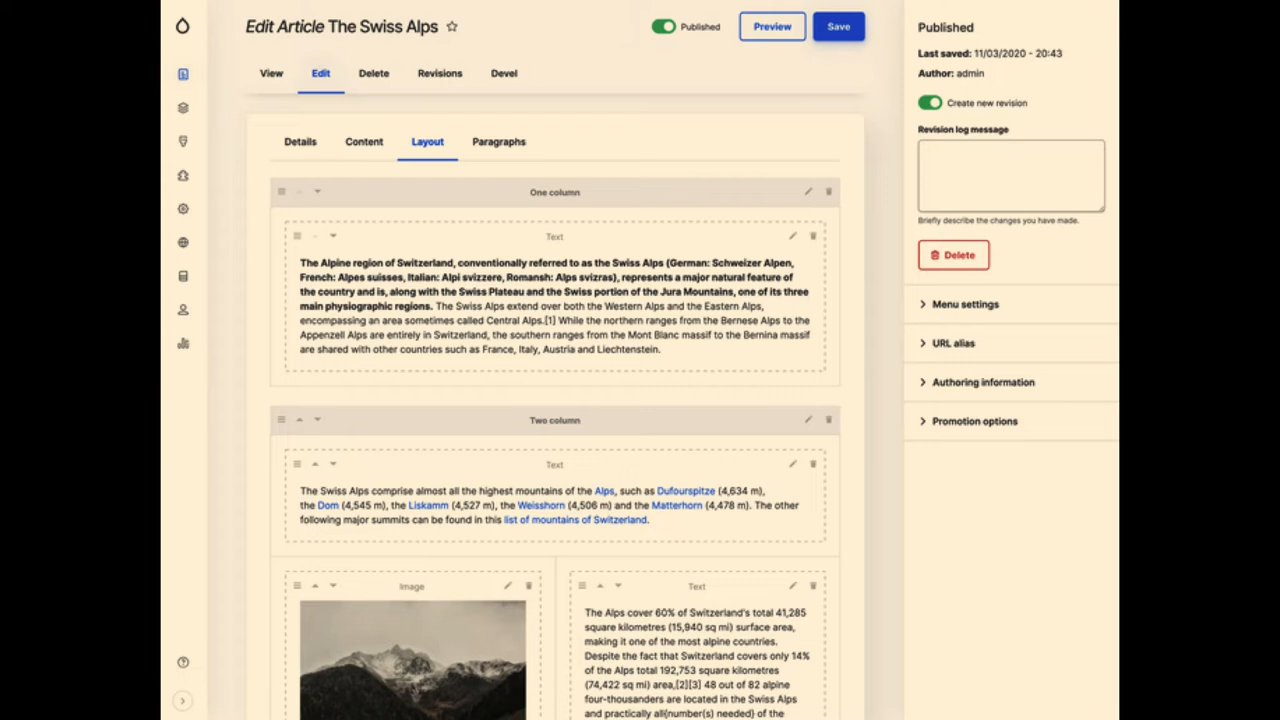 Edit Article The Swiss Alps
Published
Preview
Save
View
Edit
Delete
Revisions
Devel
Details
Content
Layout
Paragraphs
One column
Text
The Alpine region of Switzerland, conventionally referred to as the Swiss Alps (German: Schweizer Alpen,
French: Alpes suisses, Italian: Alpi svizzere, Romansh: Alps svizras), represents a major natural feature of
the country and is, along with the Swiss Plateau and the Swiss portion of the Jura Mountains, one of its three
main physiographic regions. The Swiss Alps extend over both the Western Alps and the Eastern Alps,
encompassing an area sometimes called Central Alps.[1] While the northern ranges from the Bernese Alps to the
Appenzell Alps are entirely in Switzerland, the southern ranges from the Mont Blanc massif to the Bernina massif
are shared with other countries such as France, Italy, Austria and Liechtenstein.
Two column
Text
The Swiss Alps comprise almost all the highest mountains of the Alps, such as Dufourspitze (4,634 m),
the Dom (4,545 m), the Liskamm (4,527 m), the Weisshorn (4,506 m) and the Matterhorn (4,478 m). The other
following major summits can be found in this list of mountains of Switzerland.
Image
Text
The Alps cover 60% of Switzerland's total 41,285
square kilometres (15,940 sq mi) surface area,
making it one of the most alpine countries.
Despite the fact that Switzerland covers only 14%
of the Alps total 192,753 square kilometres
(74,422 sq mi) area,[2][3] 48 out of 82 alpine
four-thousanders are located in the Swiss Alps
and practically all{number(s) needed} of the
Published
Last saved: 11/03/2020 - 20:43
Author: admin
Create new revision
Revision log message
Briefly describe the changes you have made.
Delete
Menu settings
URL alias
Authoring information
Promotion options